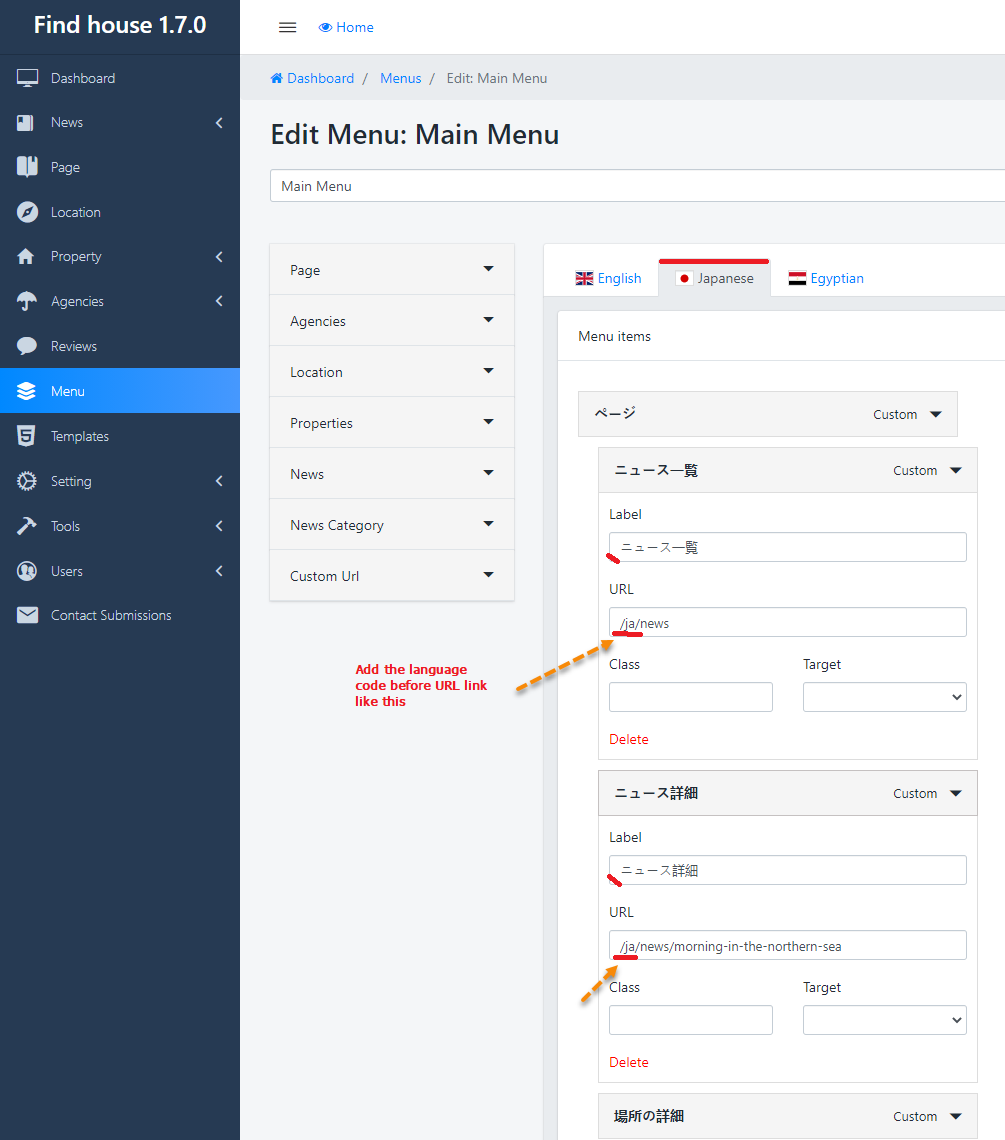 Find house 1.7.0
Home
Dashboard
News
Page
Location
Property
Agencies
Reviews
Menu
Templates
Setting
Tools
Users
Contact Submissions
Dashboard / Menus / Edit: Main Menu
Edit Menu: Main Menu
Main Menu
Page
Agencies
Location
Properties
News
News Category
Custom Url
Add the language
code before URL link
like this
English
Japanese
Egyptian
Menu items
ページ Custom
ニュース一覧 Custom
Label
ニュース一覧
URL
/ja/news
Class Target
Delete
ニュース詳細 Custom
Label
ニュース詳細
URL
/ja/news/morning-in-the-northern-sea
Class Target
Delete
場所の詳細 Custom